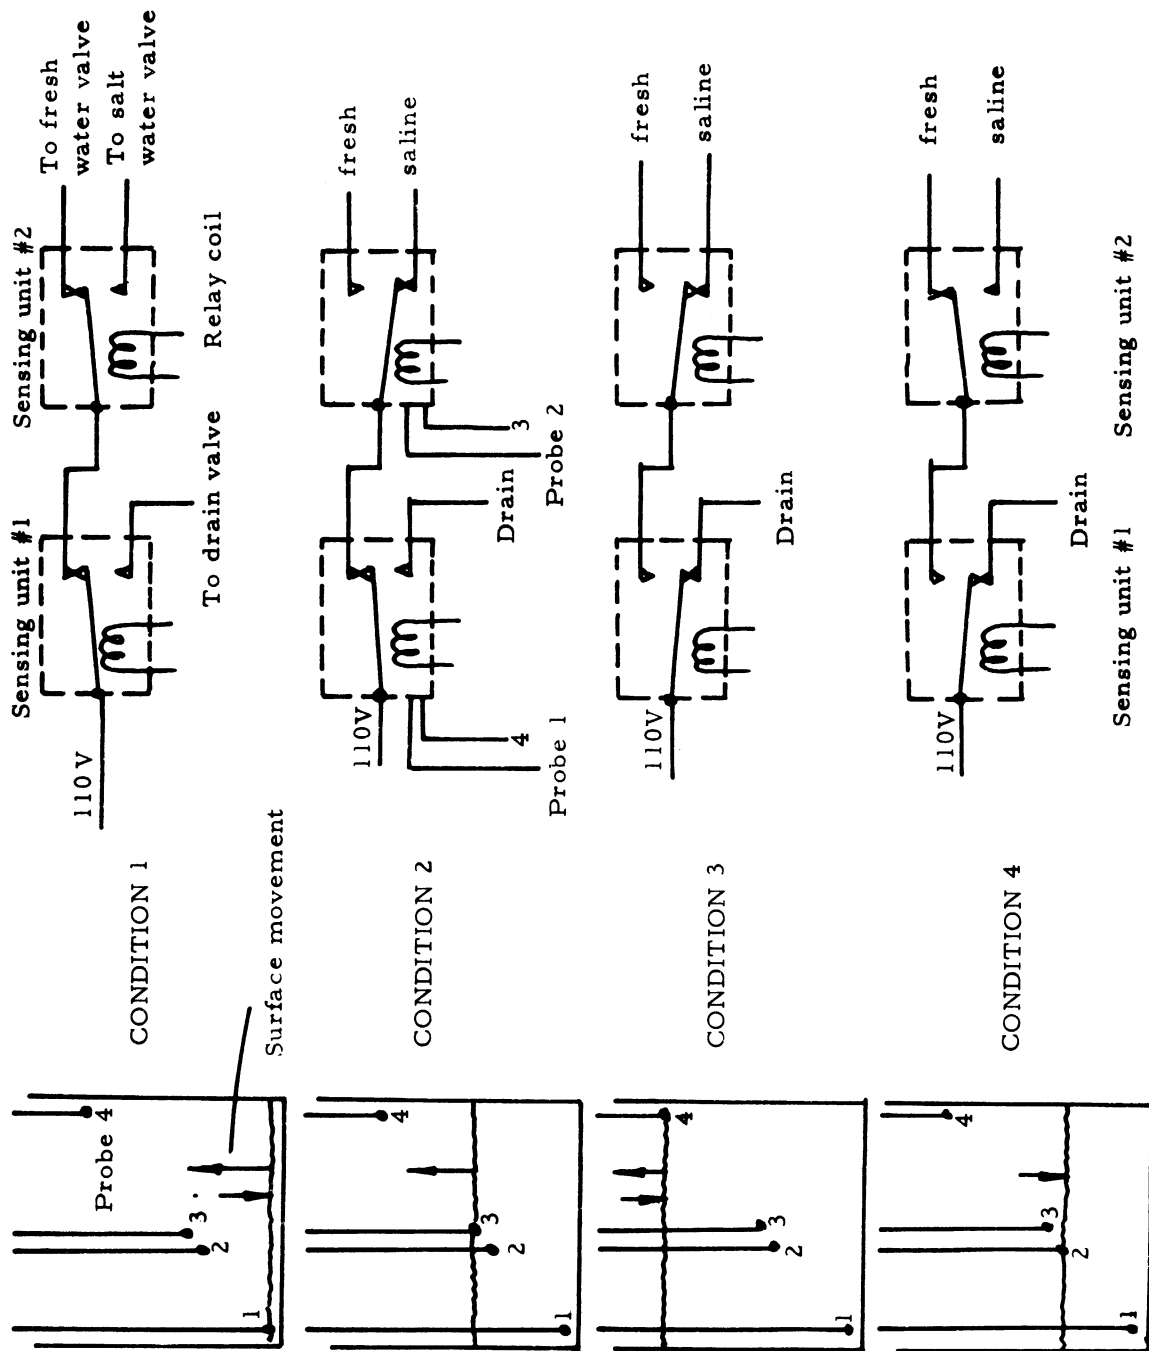 Probe 4
3
2
1
Surface movement
CONDITION 1
110 V
Sensing unit #1
To drain valve
Sensing unit #2
Relay coil
To fresh
water valve
To salt
water valve
4
3
2
1
CONDITION 2
110V
Probe 1
4
Drain
Probe 2
3
fresh
saline
4
3
2
1
CONDITION 3
110V
Drain
fresh
saline
4
3
2
1
CONDITION 4
110V
Sensing unit #1
Drain
Sensing unit #2
fresh
saline